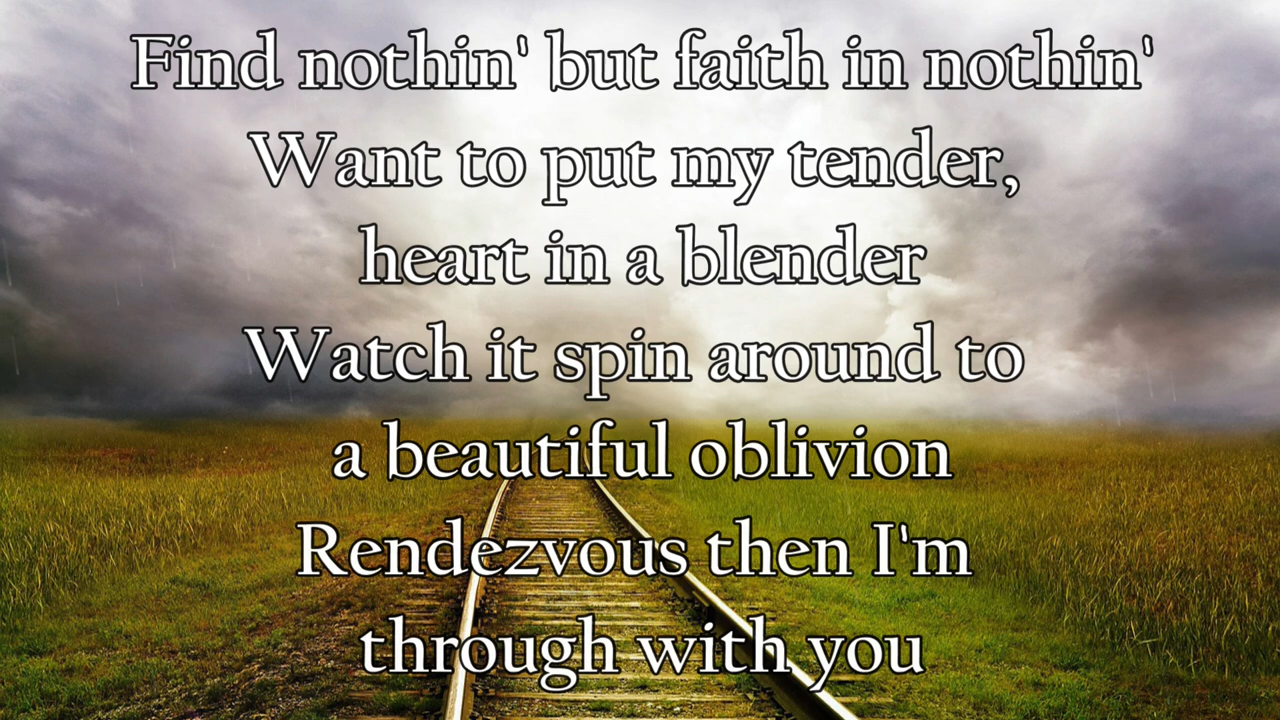 Find nothin' but faith in nothin'
Want to put my tender,
heart in a blender
Watch it spin around to
a beautiful oblivion
Rendezvous then I'm
through with you